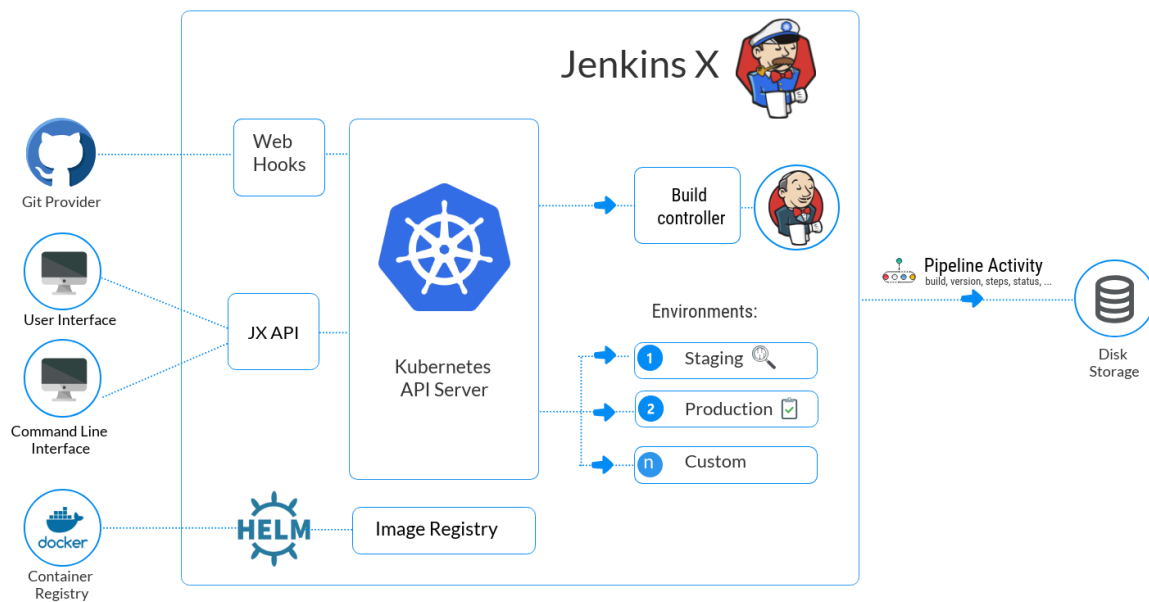 Jenkins X
Web
Hooks
Git Provider
User Interface
JX API
Command Line
Interface
Kubernetes
API Server
Build
controller
Environments:
1 Staging
2 Production
n Custom
Pipeline Activity
build, version, steps, status, ...
Disk
Storage
docker
Container
Registry
HELM
Image Registry